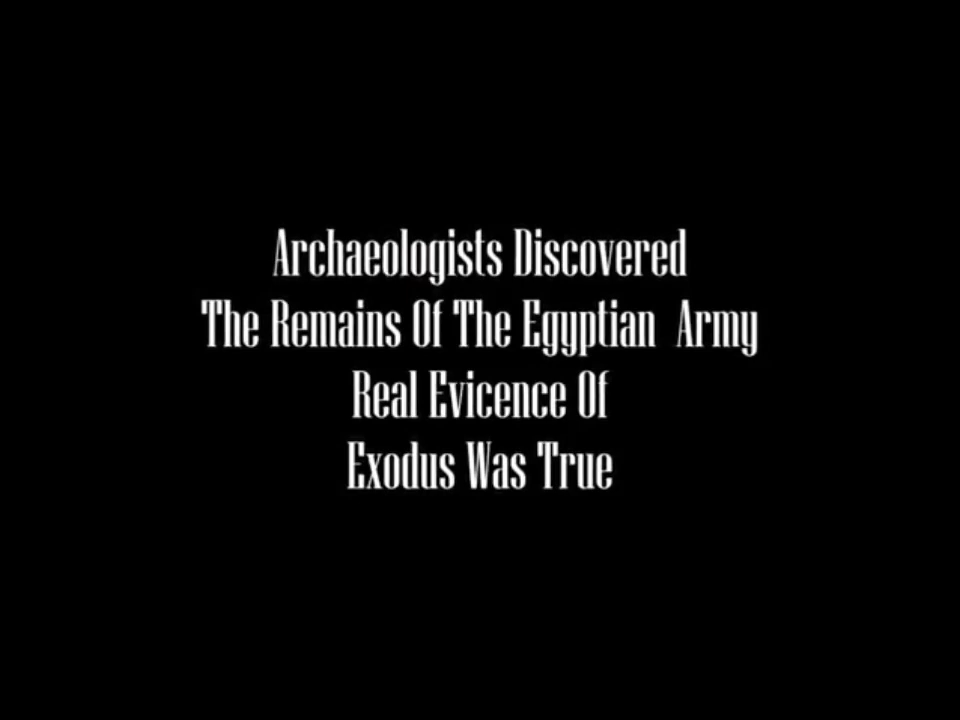 Archaeologists Discovered
The Remains Of The Egyptian Army
Real Evicence Of
Exodus Was True